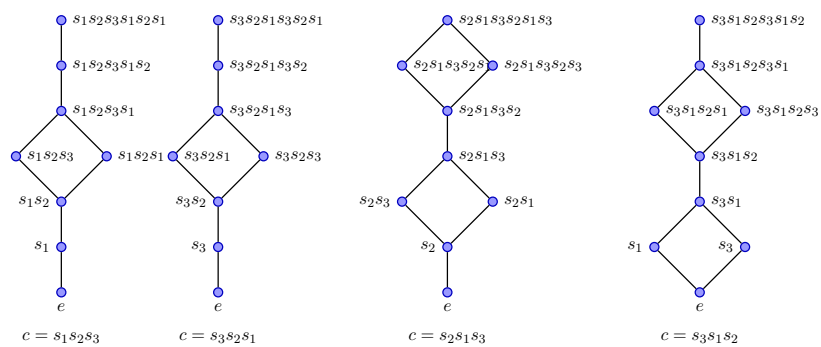 s₁s₂s₃s₁s₂s₁
s₁s₂s₃s₁s₂
s₁s₂s₃s₁
s₁s₂s₃
s₁s₂s₁
s₁s₂
s₁
e
c = s₁s₂s₃
s₃s₂s₁s₃s₂s₁
s₃s₂s₁s₃s₂
s₃s₂s₁s₃
s₃s₂s₁
s₃s₂s₃
s₃s₂
s₃
e
c = s₃s₂s₁
s₂s₁s₃s₂s₁s₃
s₂s₁s₃s₂s₁
s₂s₁s₃s₂s₃
s₂s₁s₃s₂
s₂s₁s₃
s₂s₃
s₂s₁
s₂
e
c = s₂s₁s₃
s₃s₁s₂s₃s₁s₂
s₃s₁s₂s₃s₁
s₃s₁s₂s₁
s₃s₁s₂s₃
s₃s₁s₂
s₃s₁
s₁
s₃
e
c = s₃s₁s₂